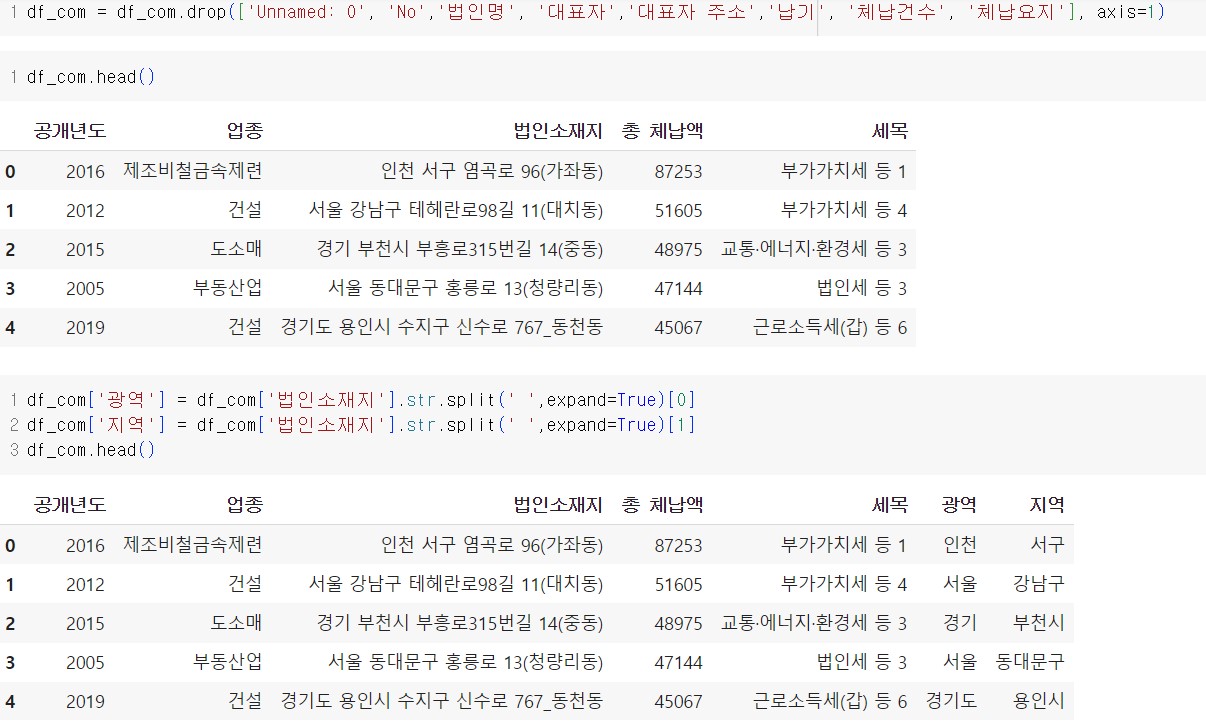 1 df_com = df_com.drop(['Unnamed: 0', 'No','법인명', '대표자','대표자 주소','납기', '체납건수', '체납요지'], axis=1)
1 df_com.head()
공개년도 업종 법인소재지 총 체납액 세목
0 2016 제조비철금속제련 인천 서구 염곡로 96(가좌동) 87253 부가가치세 등 1
1 2012 건설 서울 강남구 테헤란로98길 11(대치동) 51605 부가가치세 등 4
2 2015 도소매 경기 부천시 부흥로315번길 14(중동) 48975 교통·에너지·환경세 등 3
3 2005 부동산업 서울 동대문구 홍릉로 13(청량리동) 47144 법인세 등 3
4 2019 건설 경기도 용인시 수지구 신수로 767_동천동 45067 근로소득세(갑) 등 6
1 df_com['광역'] = df_com['법인소재지'].str.split(' ',expand=True)[0]
2 df_com['지역'] = df_com['법인소재지'].str.split(' ',expand=True)[1]
3 df_com.head()
공개년도 업종 법인소재지 총 체납액 세목 광역 지역
0 2016 제조비철금속제련 인천 서구 염곡로 96(가좌동) 87253 부가가치세 등 1 인천 서구
1 2012 건설 서울 강남구 테헤란로98길 11(대치동) 51605 부가가치세 등 4 서울 강남구
2 2015 도소매 경기 부천시 부흥로315번길 14(중동) 48975 교통·에너지·환경세 등 3 경기 부천시
3 2005 부동산업 서울 동대문구 홍릉로 13(청량리동) 47144 법인세 등 3 서울 동대문구
4 2019 건설 경기도 용인시 수지구 신수로 767_동천동 45067 근로소득세(갑) 등 6 경기도 용인시